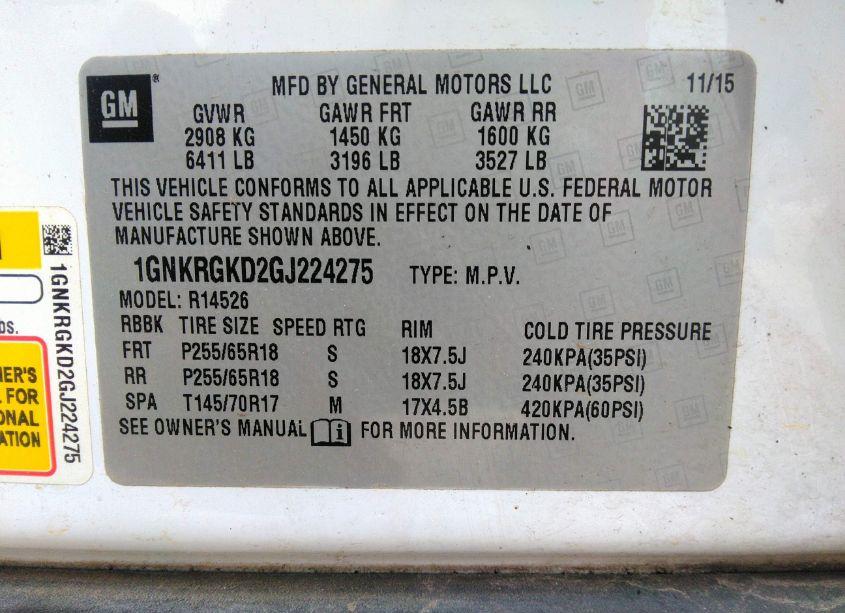 GM
®
MFD BY GENERAL MOTORS LLC
11/15
GVWR GAWR FRT GAWR RR
2908 KG 1450 KG 1600 KG
6411 LB 3196 LB 3527 LB
THIS VEHICLE CONFORMS TO ALL APPLICABLE U.S. FEDERAL MOTOR
VEHICLE SAFETY STANDARDS IN EFFECT ON THE DATE OF
MANUFACTURE SHOWN ABOVE.
1GNKRGKD2GJ224275 TYPE: M.P.V.
MODEL: R14526
RBBK TIRE SIZE SPEED RTG RIM COLD TIRE PRESSURE
FRT P255/65R18 S 18X7.5J 240KPA(35PSI)
RR P255/65R18 S 18X7.5J 240KPA(35PSI)
SPA T145/70R17 M 17X4.5B 420KPA(60PSI)
SEE OWNER'S MANUAL i FOR MORE INFORMATION.
1GNKRGKD2GJ224275